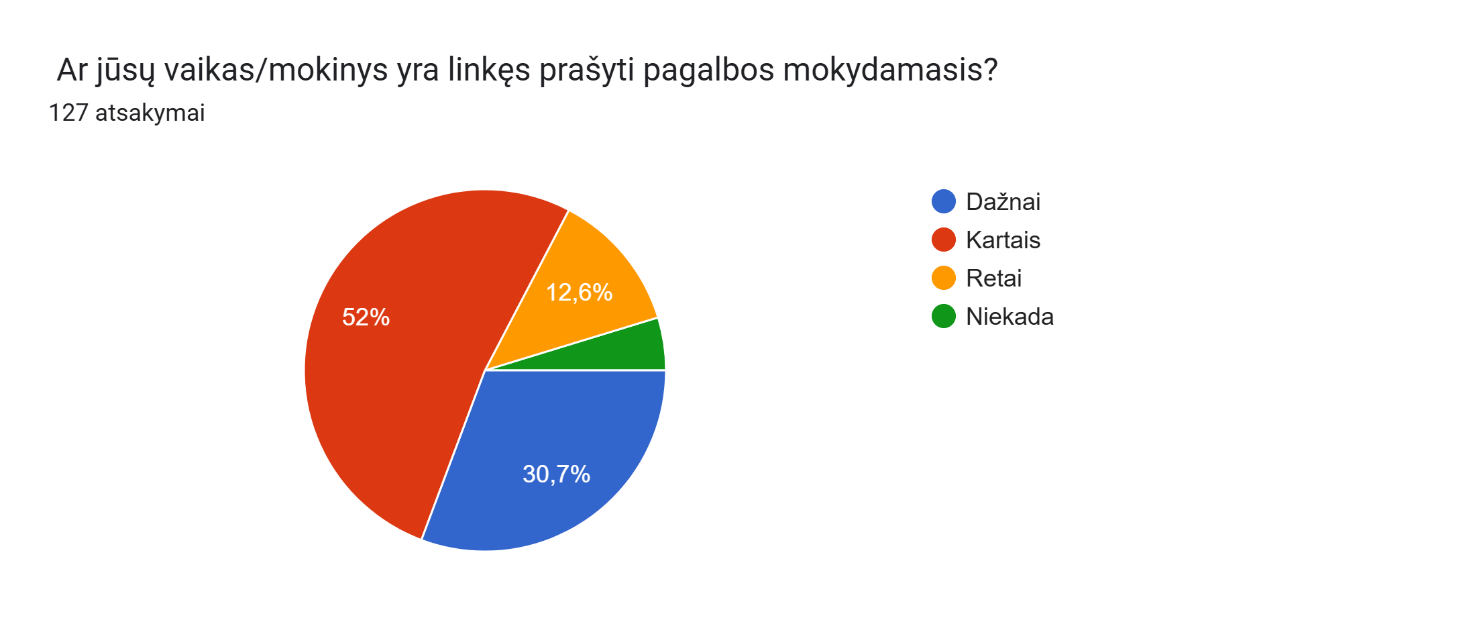 Ar jūsų vaikas/mokinys yra linkęs prašyti pagalbos mokydamasis?
127 atsakymai
Dažnai
Kartais
Retai
Niekada
12,6%
52%
30,7%